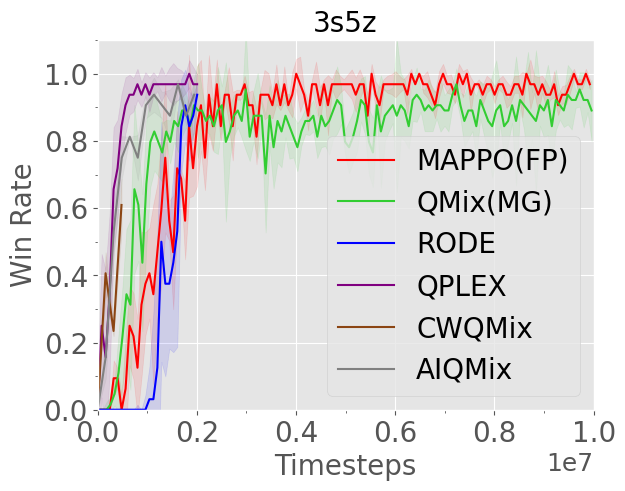 3s5z
Win Rate
1.0
0.8
0.6
0.4
0.2
0.0
MAPPO(FP)
QMix(MG)
RODE
QPLEX
CWQMix
AIQMix
0.0 0.2 0.4 0.6 0.8 1.0
Timesteps
1e7